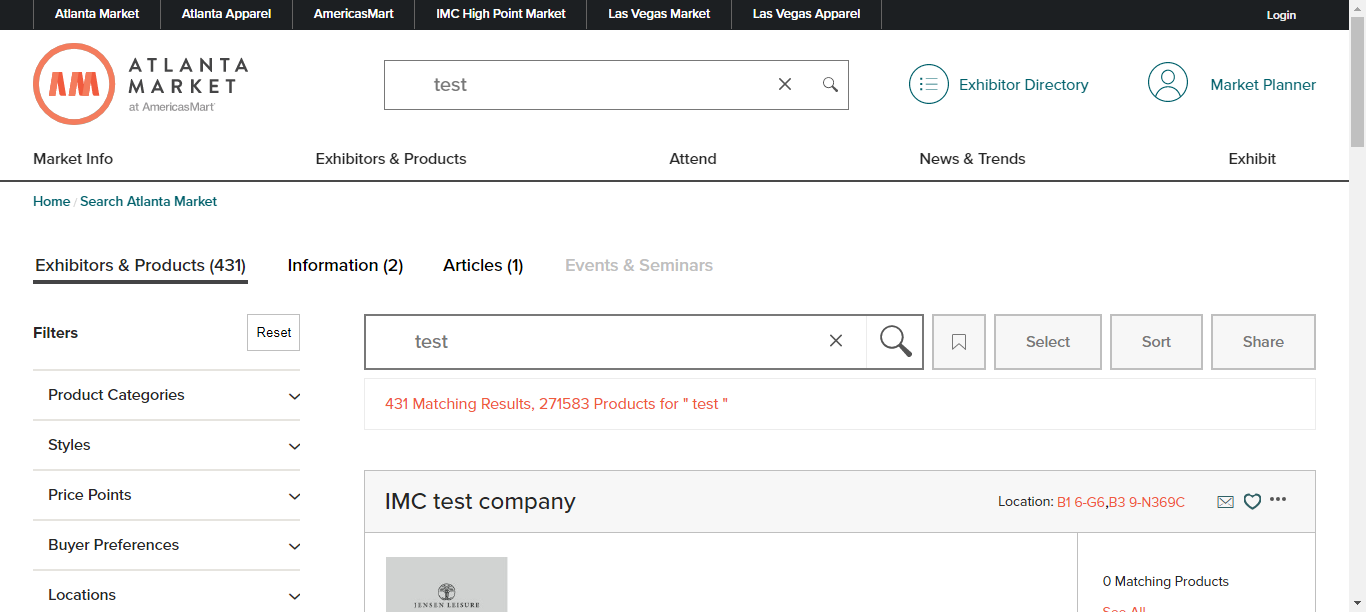 Atlanta Market Atlanta Apparel AmericasMart IMC High Point Market Las Vegas Market Las Vegas Apparel Login
ATLANTA
MARKET
at AmericasMart
test
Exhibitor Directory
Market Planner
Market Info Exhibitors & Products Attend News & Trends Exhibit
Home / Search Atlanta Market
Exhibitors & Products (431) Information (2) Articles (1) Events & Seminars
Filters
Reset
test
Select
Sort
Share
431 Matching Results, 271583 Products for " test "
Product Categories
Styles
Price Points
Buyer Preferences
Locations
IMC test company
Location: B1 6-G6,B3 9-N369C
JENSEN LEISURE
0 Matching Products
See All